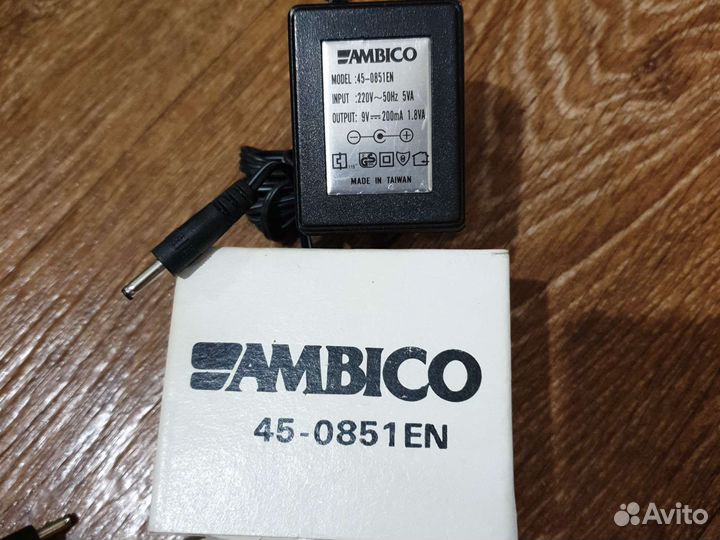 AMBICO
MODEL :45-0851EN
INPUT :220V~50Hz 5VA
OUTPUT: 9V⎓200mA 1.8VA
MADE IN TAIWAN
AMBICO
45-0851EN
Avito